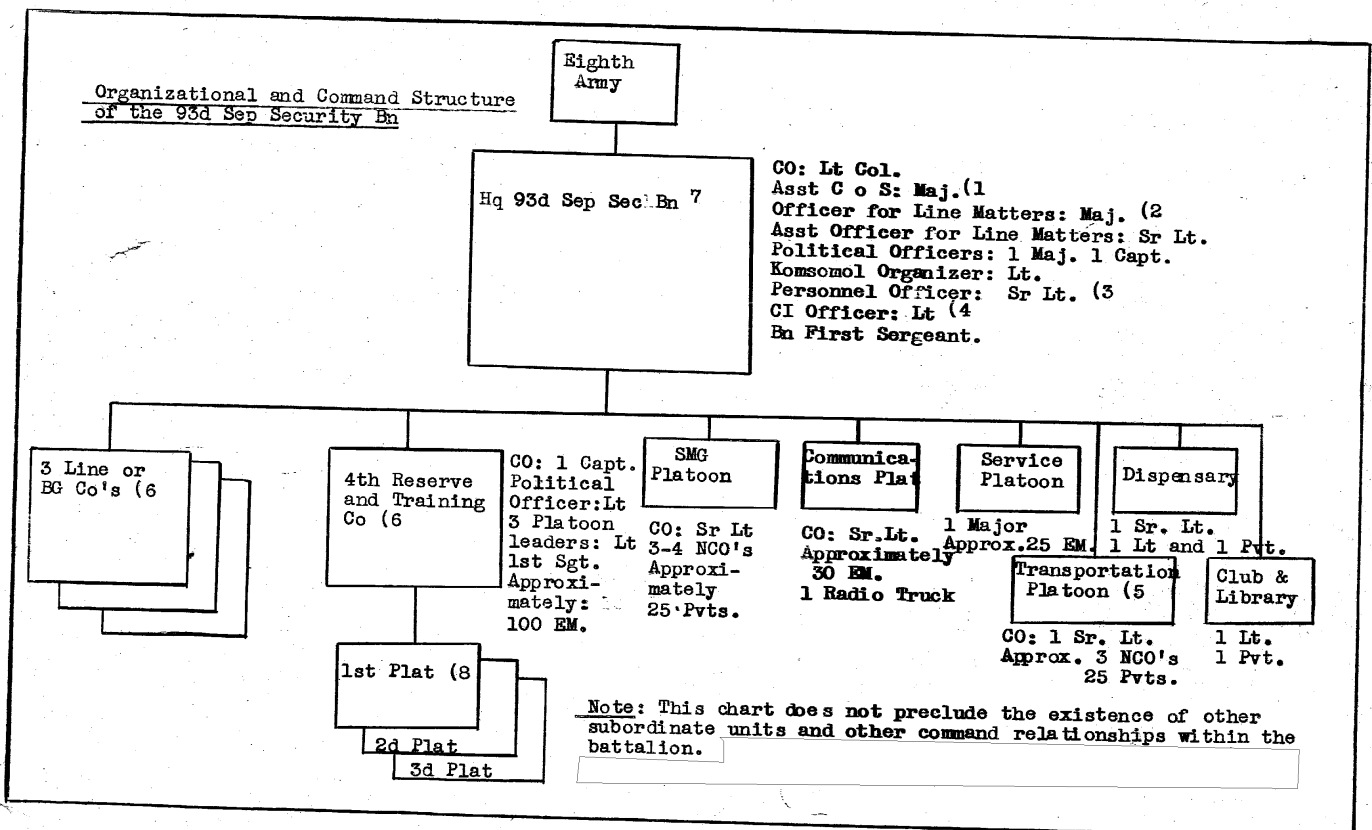 Organizational and Command Structure
of the 93d Sep Security Bn
Eighth
Army
Hq 93d Sep Sec Bn 7
CO: Lt Col.
Asst C o S: Maj.(1
Officer for Line Matters: Maj. (2
Asst Officer for Line Matters: Sr Lt.
Political Officers: 1 Maj. 1 Capt.
Komsomol Organizer: Lt.
Personnel Officer: Sr Lt. (3
CI Officer: Lt (4
Bn First Sergeant.
3 Line or
BG Co's (6
4th Reserve
and Training
Co (6
CO: 1 Capt.
Political
Officer:Lt
3 Platoon
leaders: Lt
1st Sgt.
Approxi-
mately:
100 EM.
1st Plat (8
2d Plat
3d Plat
SMG
Platoon
CO: Sr Lt
3-4 NCO's
Approxi-
mately
25 Pvts.
Communica-
tions Plat
CO: Sr.Lt.
Approximately
30 EM.
1 Radio Truck
Service
Platoon
1 Major
Approx.25 EM.
Dispensary
1 Sr. Lt.
1 Lt and 1 Pvt.
Transportation
Platoon (5
CO: 1 Sr. Lt.
Approx. 3 NCO's
25 Pvts.
Club &
Library
1 Lt.
1 Pvt.
Note: This chart does not preclude the existence of other
subordinate units and other command relationships within the
battalion.